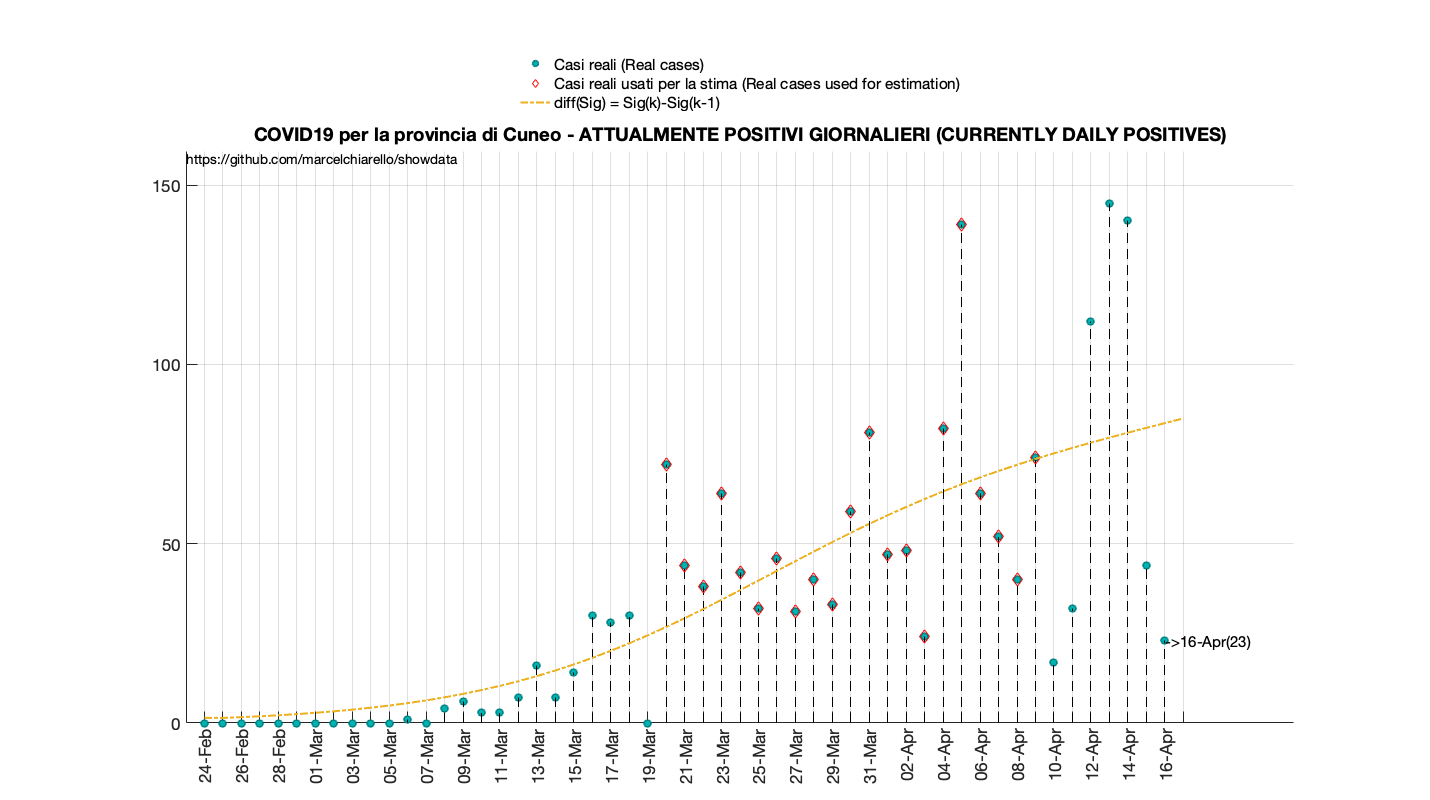 Casi reali (Real cases)
Casi reali usati per la stima (Real cases used for estimation)
diff(Sig) = Sig(k)-Sig(k-1)
COVID19 per la provincia di Cuneo - ATTUALMENTE POSITIVI GIORNALIERI (CURRENTLY DAILY POSITIVES)
https://github.com/marcelchiarello/showdata
150
100
50
0
->16-Apr(23)
24-Feb
26-Feb
28-Feb
01-Mar
03-Mar
05-Mar
07-Mar
09-Mar
11-Mar
13-Mar
15-Mar
17-Mar
19-Mar
21-Mar
23-Mar
25-Mar
27-Mar
29-Mar
31-Mar
02-Apr
04-Apr
06-Apr
08-Apr
10-Apr
12-Apr
14-Apr
16-Apr